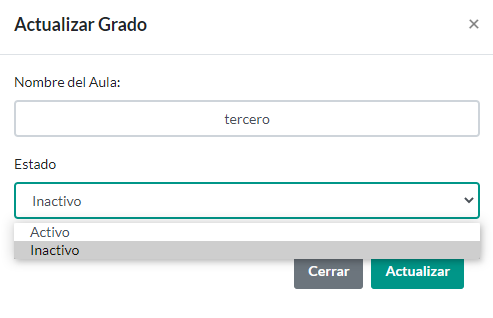 Actualizar Grado ×
Nombre del Aula:
tercero
Estado
Inactivo
Activo
Inactivo
Cerrar Actualizar